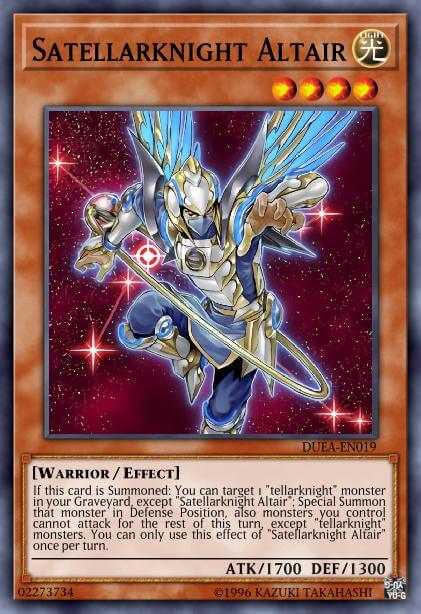 SATELLARKNIGHT ALTAIR
LIGHT
光
DUEA-EN019
[WARRIOR / EFFECT]
If this card is Summoned: You can target 1 "tellarknight" monster
in your Graveyard, except "Satellarknight Altair"; Special Summon
that monster in Defense Position, also monsters you control
cannot attack for the rest of this turn, except "tellarknight"
monsters. You can only use this effect of "Satellarknight Altair"
once per turn.
ATK/1700 DEF/1300
02273734
©1996 KAZUKI TAKAHASHI